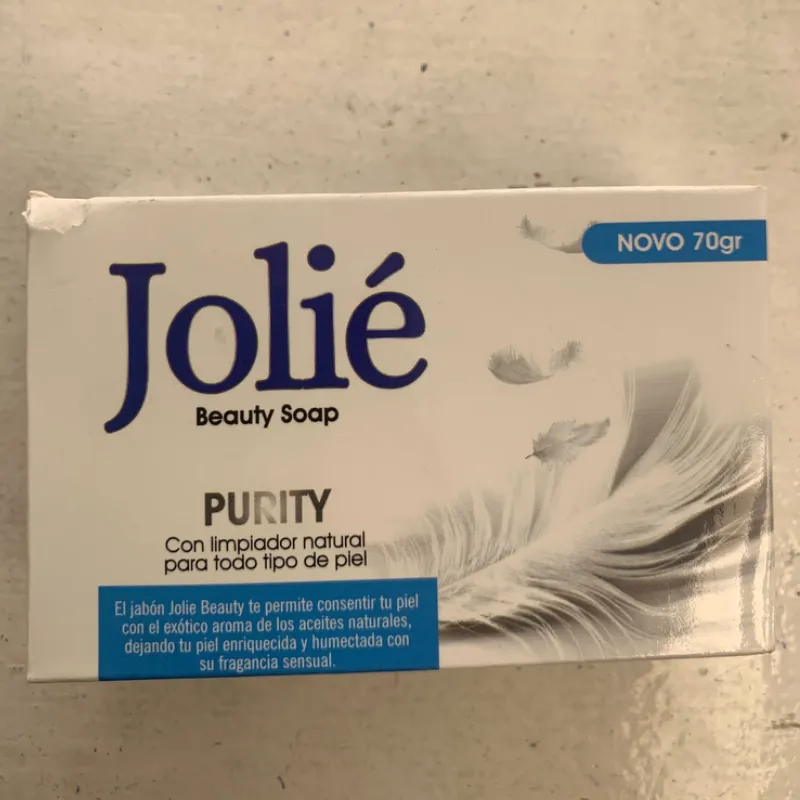 NOVO 70gr
Jolié
Beauty Soap
PURITY
Con limpiador natural
para todo tipo de piel
El jabón Jolie Beauty te permite consentir tu piel
con el exótico aroma de los aceites naturales,
dejando tu piel enriquecida y humectada con
su fragancia sensual.